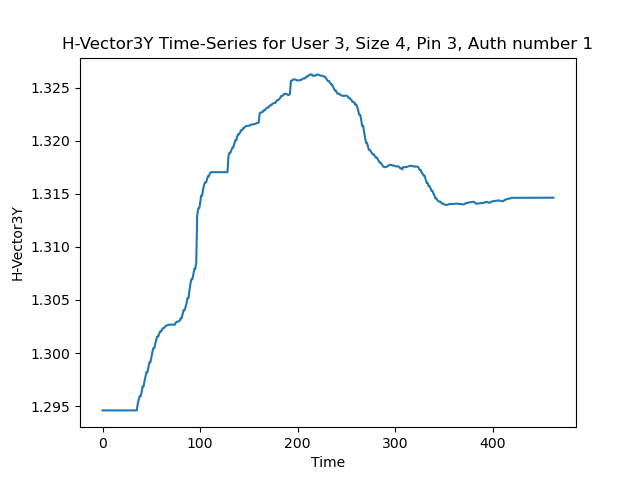 H-Vector3Y Time-Series for User 3, Size 4, Pin 3, Auth number 1
H-Vector3Y
1.325
1.320
1.315
1.310
1.305
1.300
1.295
0 100 200 300 400
Time